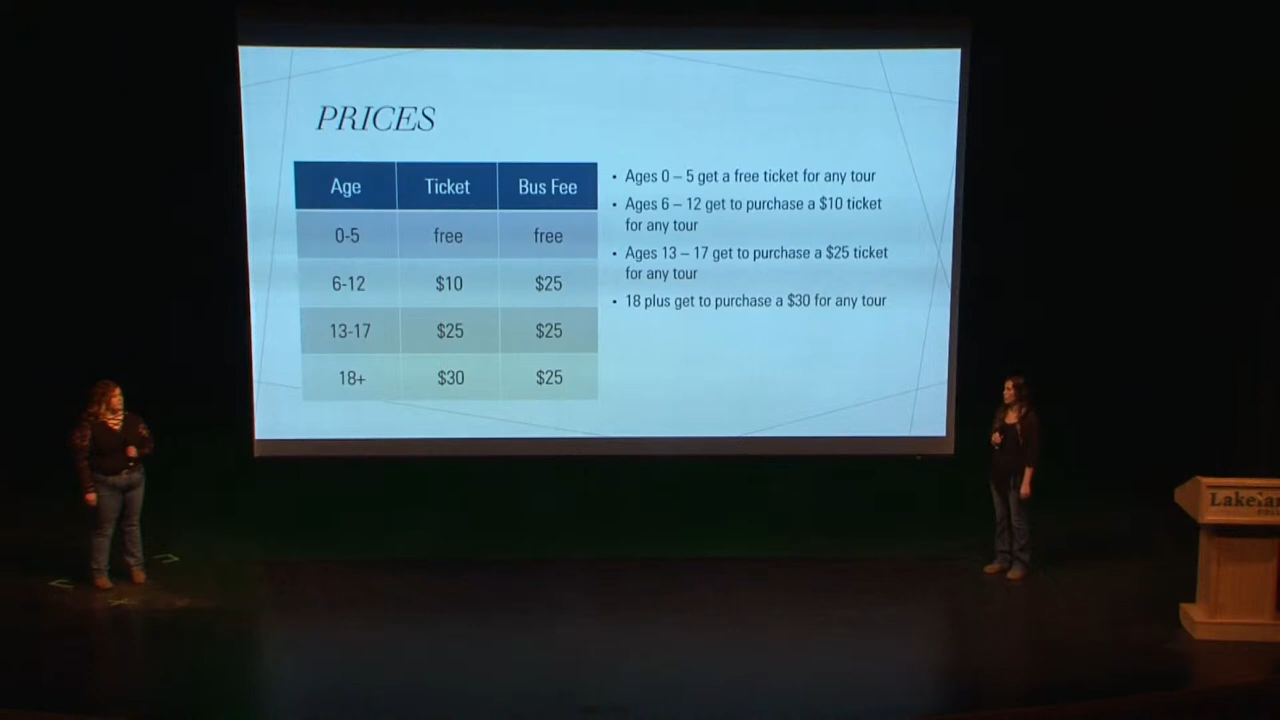 PRICES
Age Ticket Bus Fee
0-5 free free
6-12 $10 $25
13-17 $25 $25
18+ $30 $25
• Ages 0 – 5 get a free ticket for any tour
• Ages 6 – 12 get to purchase a $10 ticket
for any tour
• Ages 13 – 17 get to purchase a $25 ticket
for any tour
• 18 plus get to purchase a $30 for any tour